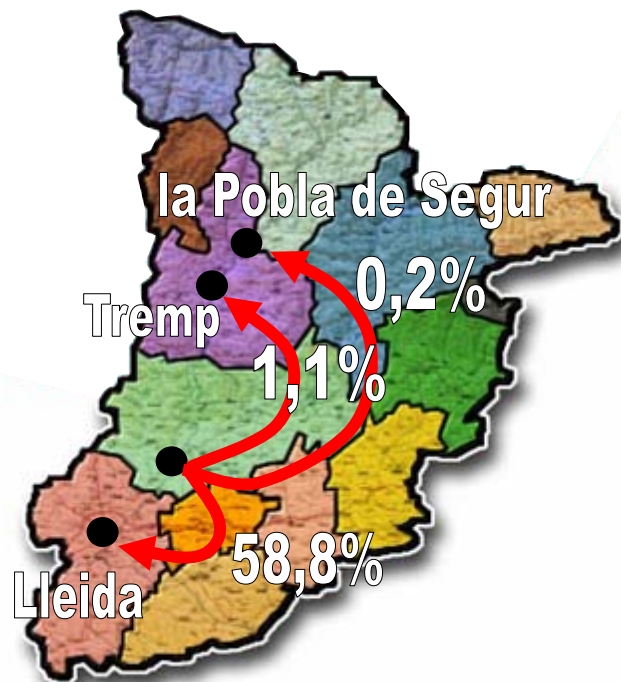 la Pobla de Segur
0,2%
Tremp
1,1%
58,8%
Lleida